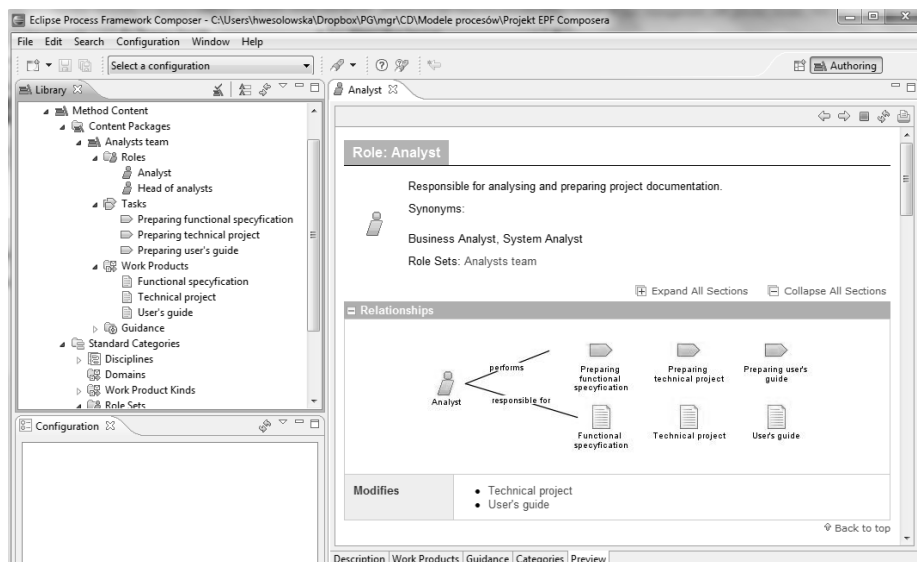 Eclipse Process Framework Composer - C:\Users\hwesolowska\Dropbox\PG\mgr\CD\Modele procesów\Projekt EPF Composera
File Edit Search Configuration Window Help
Select a configuration
Authoring
Library
Method Content
Content Packages
Analysts team
Roles
Analyst
Head of analysts
Tasks
Preparing functional specyfication
Preparing technical project
Preparing user's guide
Work Products
Functional specyfication
Technical project
User's guide
Guidance
Standard Categories
Disciplines
Domains
Work Product Kinds
Role Sets
Configuration
Analyst
Role: Analyst
Responsible for analysing and preparing project documentation.
Synonyms:
Business Analyst, System Analyst
Role Sets: Analysts team
Expand All Sections Collapse All Sections
Relationships
performs
responsible for
Analyst
Preparing functional specyfication
Preparing technical project
Preparing user's guide
Functional specyfication
Technical project
User's guide
Modifies
Technical project
User's guide
Back to top
Description Work Products Guidance Categories Preview